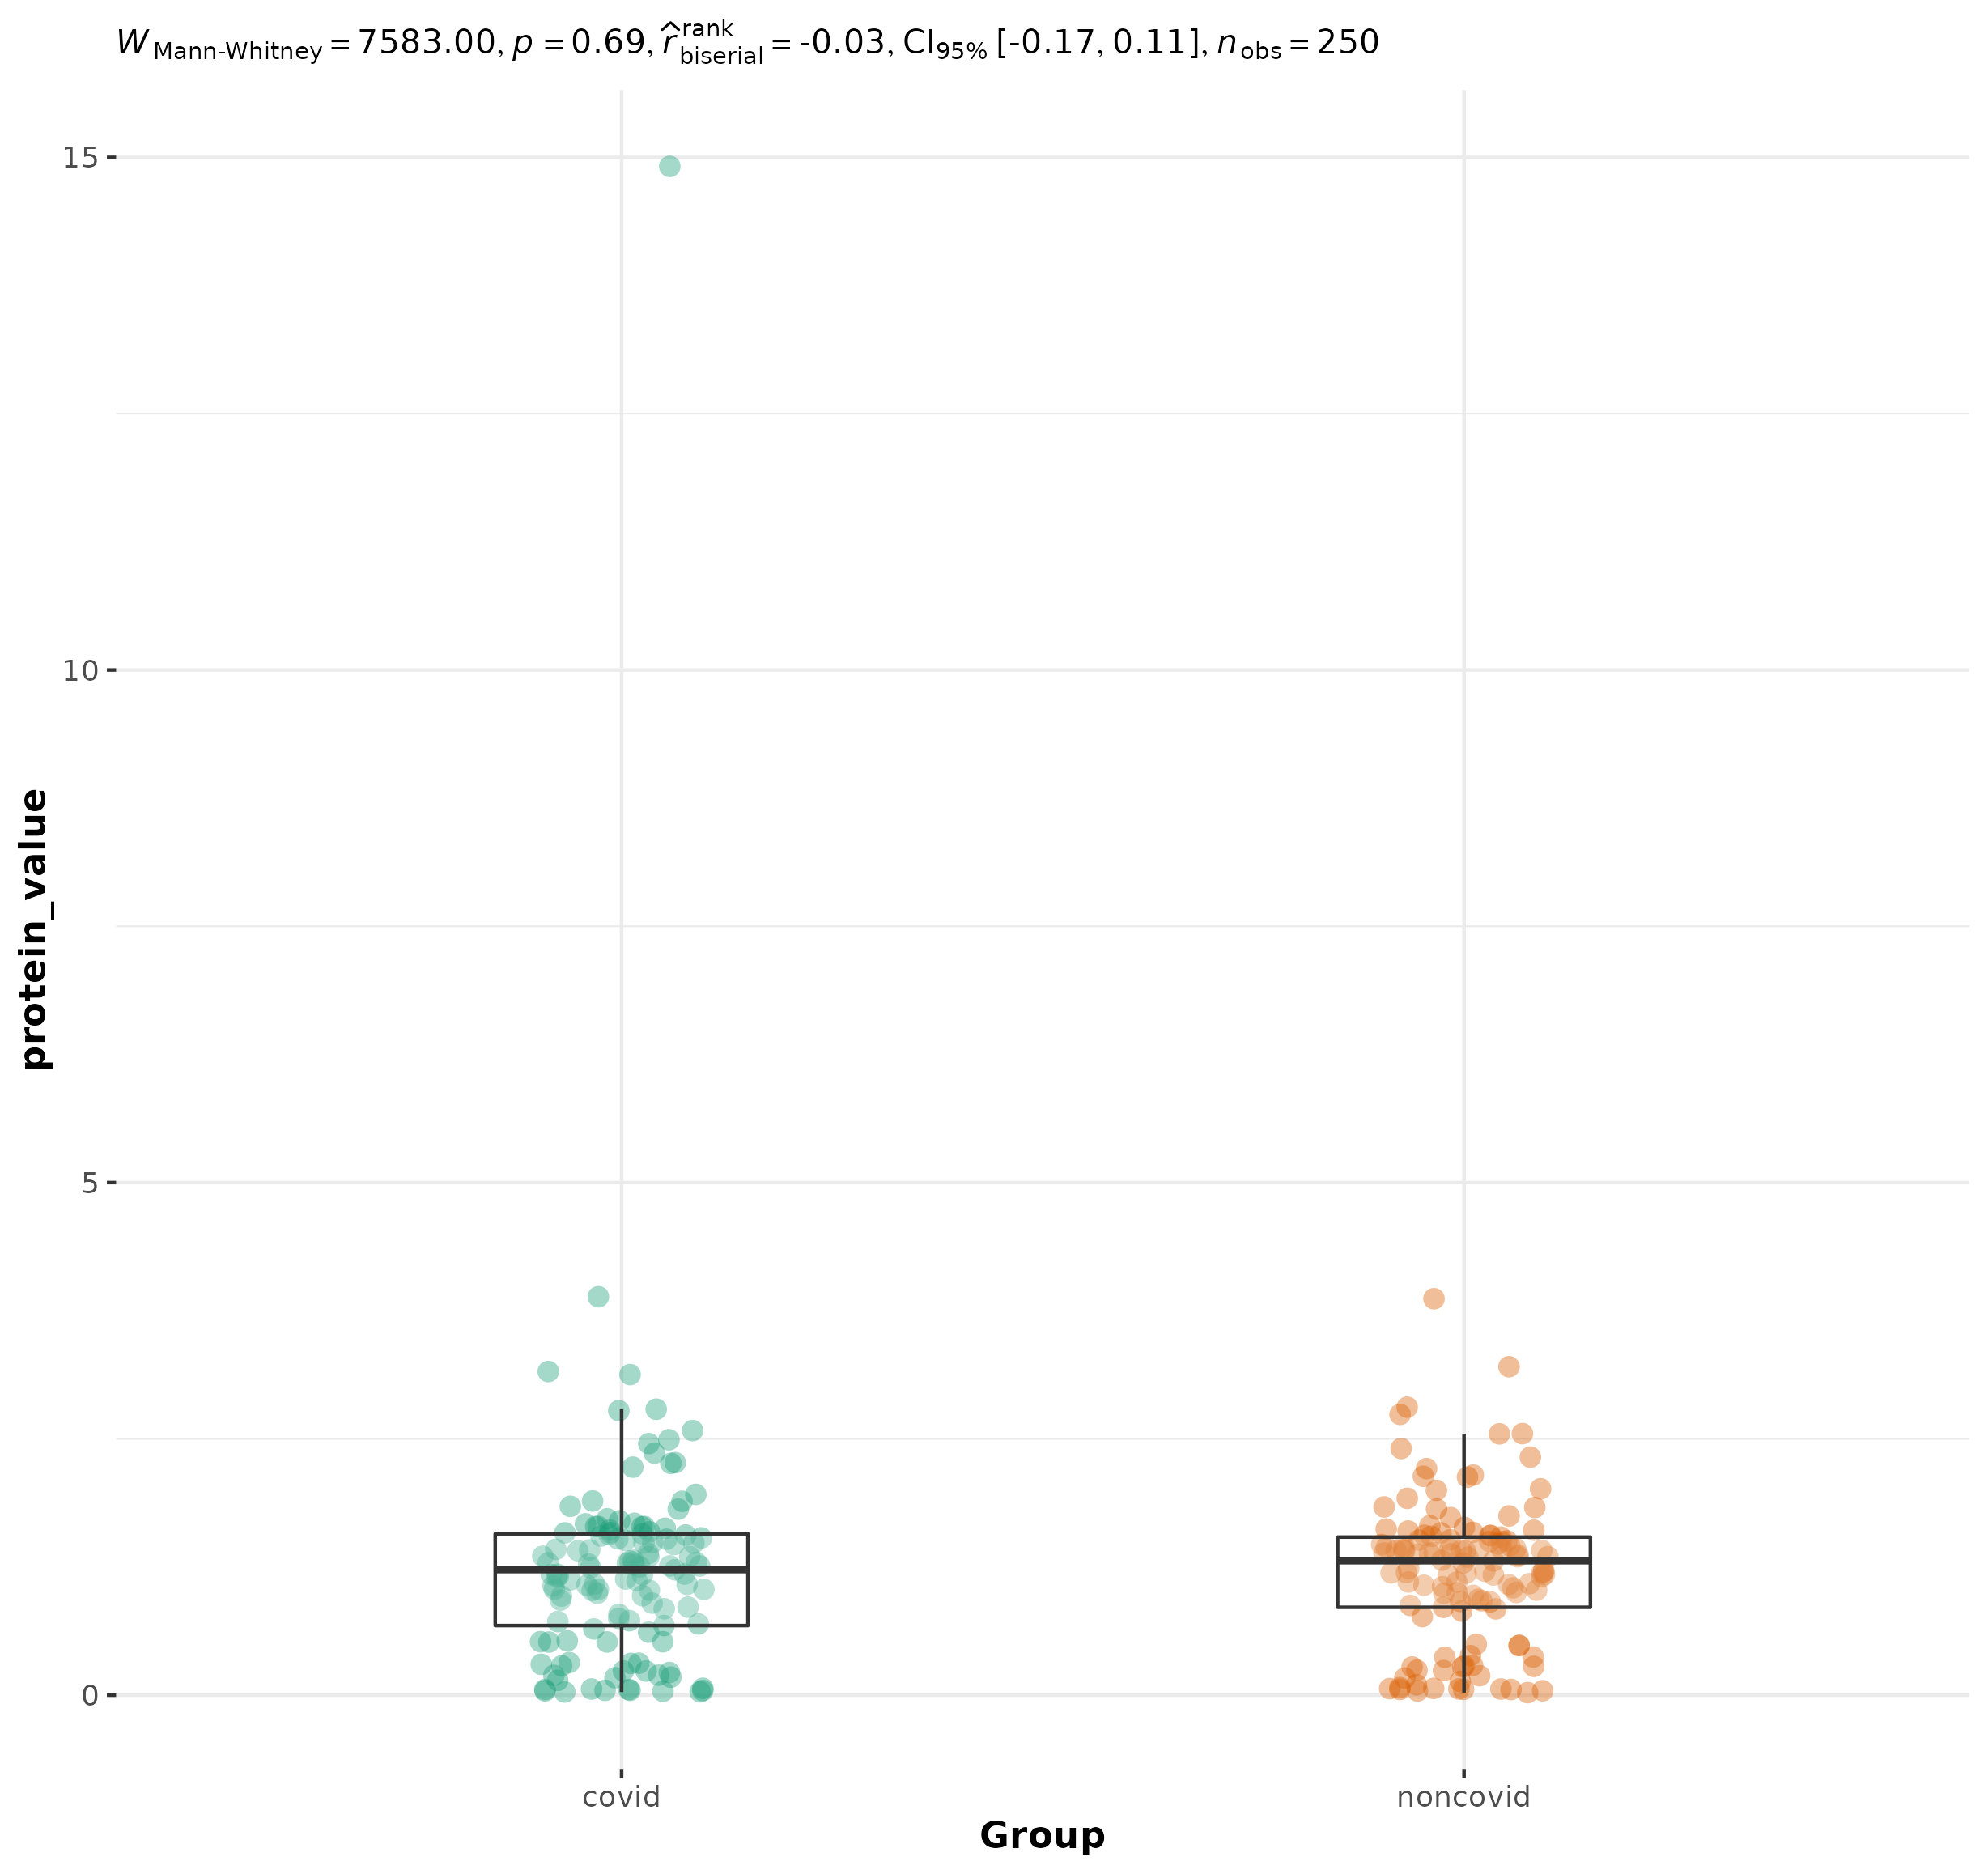 W Mann-Whitney = 7583.00, p = 0.69, r̂ rank biserial = -0.03, CI95% [-0.17, 0.11], n obs = 250
15
10
5
0
protein_value
covid noncovid
Group